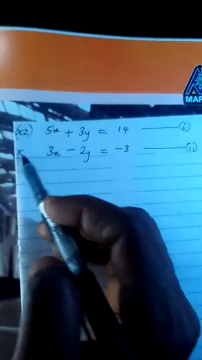 (x2) 5x + 3y = 14 —— (i)
x 3x - 2y = -3 —— (ii)